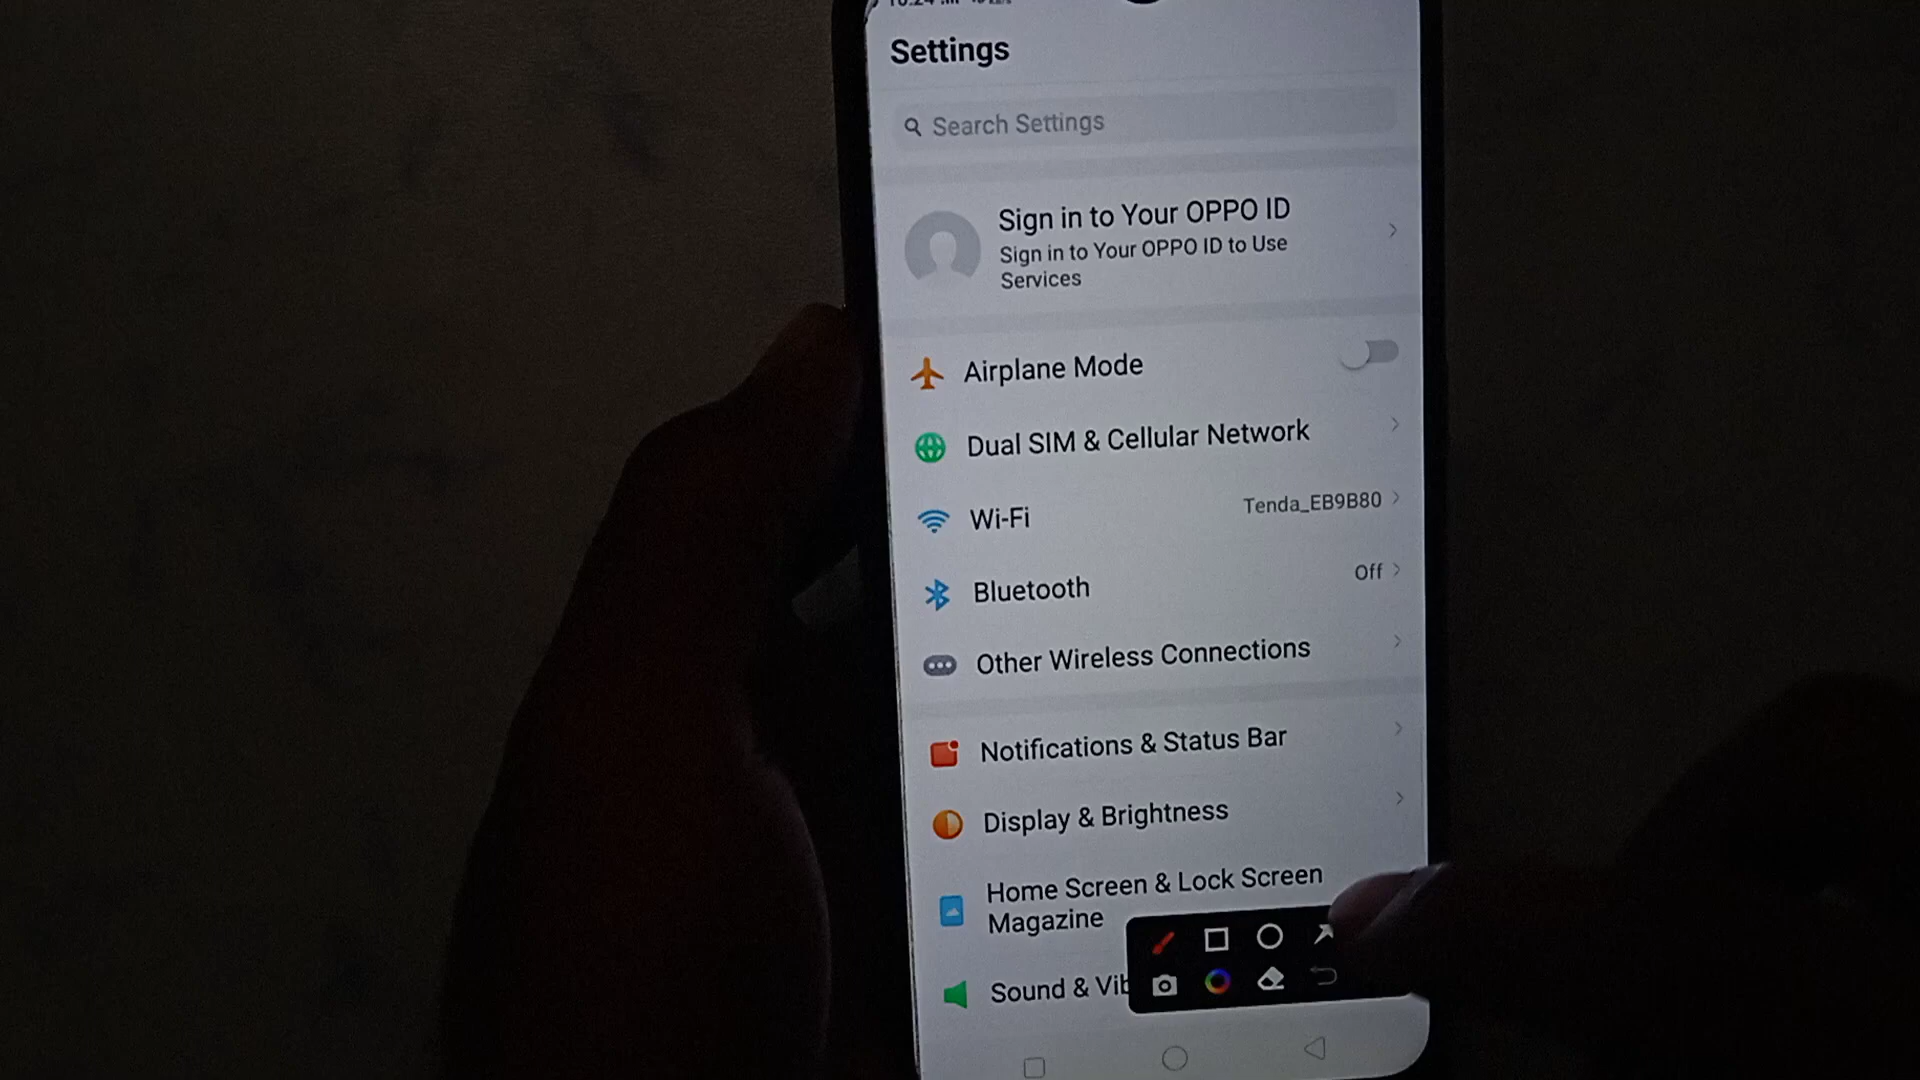 Settings
Search Settings
Sign in to Your OPPO ID
Sign in to Your OPPO ID to Use
Services
Airplane Mode
Dual SIM & Cellular Network
Wi-Fi Tenda_EB9B80
Bluetooth Off
Other Wireless Connections
Notifications & Status Bar
Display & Brightness
Home Screen & Lock Screen
Magazine
Sound & Vib